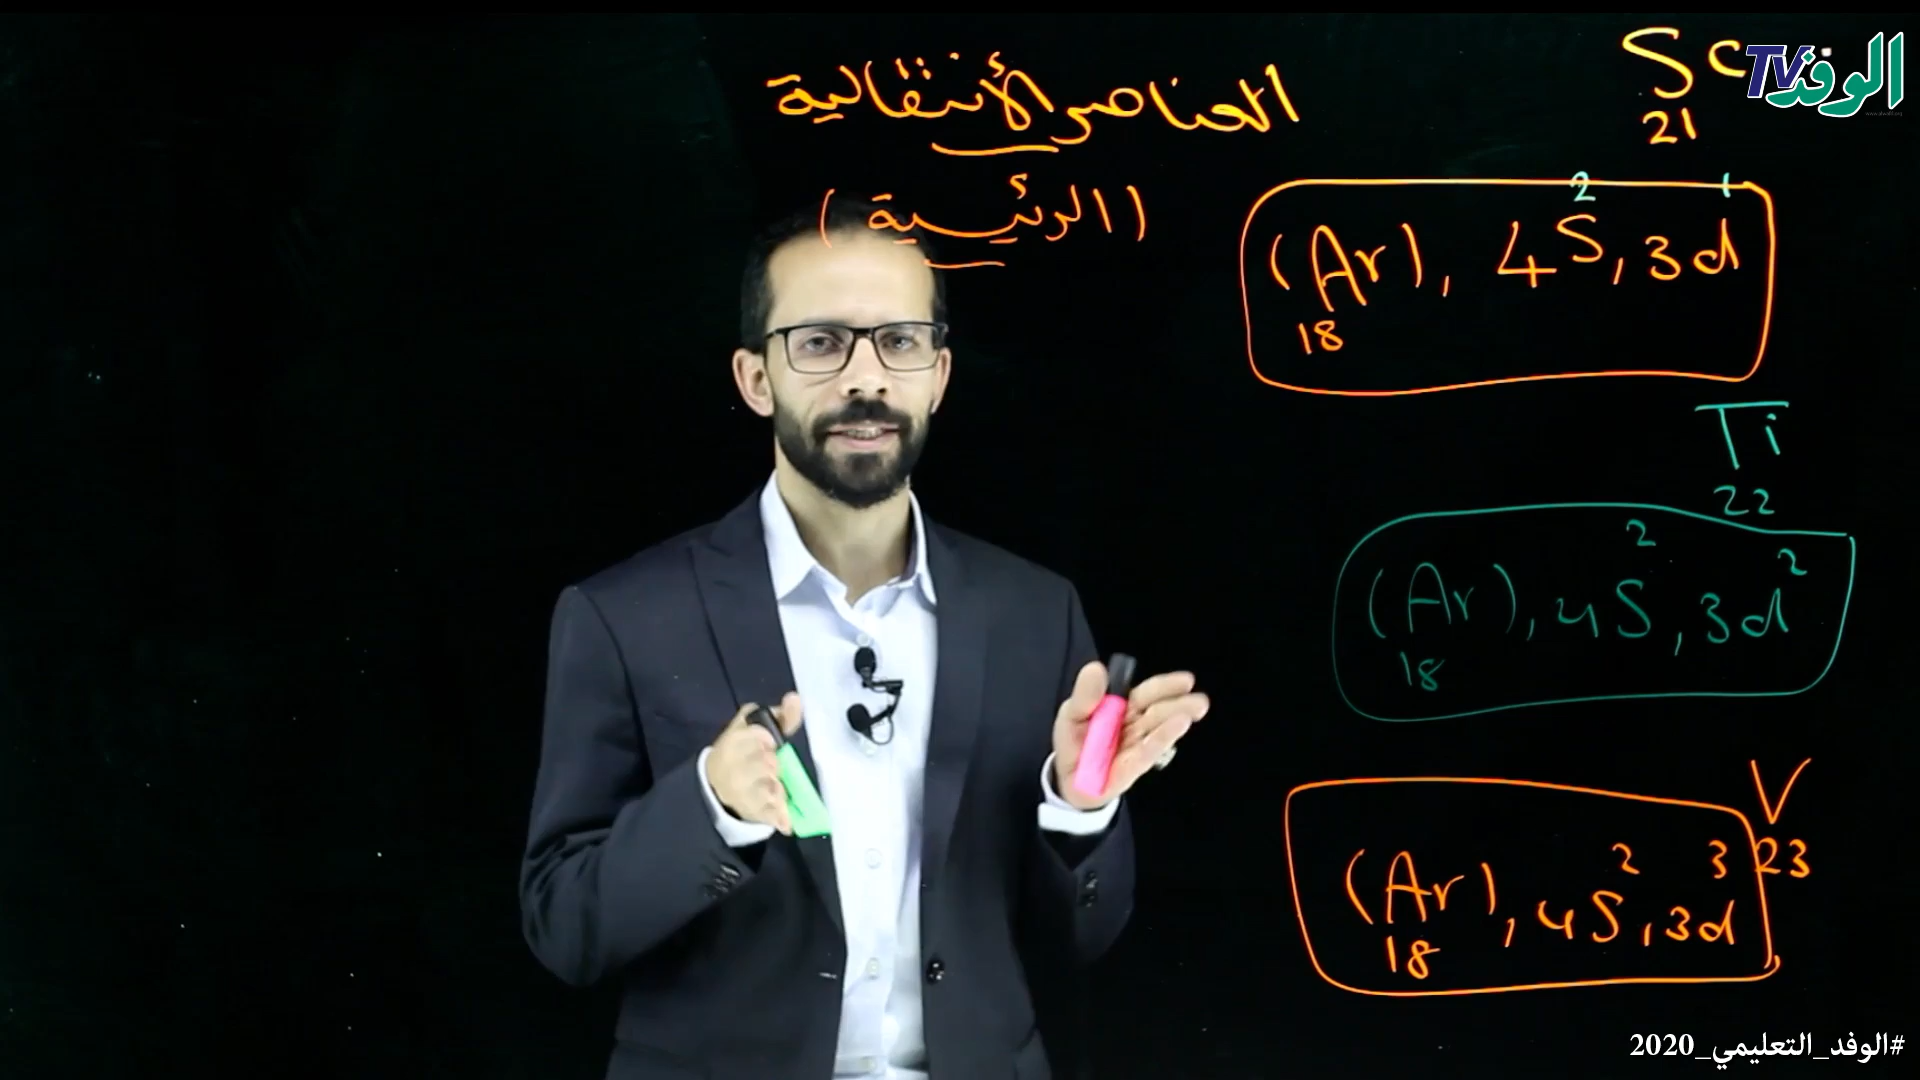 العناصر الأنتقالية
(الرئيسية)
Sc
21
(Ar), 4S², 3d¹
18
Ti
22
(Ar), 4S², 3d²
18
V
23
(Ar), 4S², 3d³
18
الوفد TV
#الوفد_التعليمي_2020